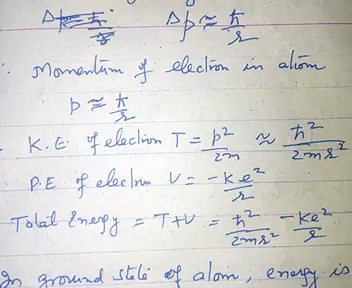 Δp ≈ ħ/r
Momentum of electron in atom
p ≈ ħ/r
K.E. of electron T = p²/2m ≈ ħ²/2mr²
P.E of electron U = -Ke²/r
Total Energy = T+U = ħ²/2mr² - Ke²/r
In ground state of atom, energy is